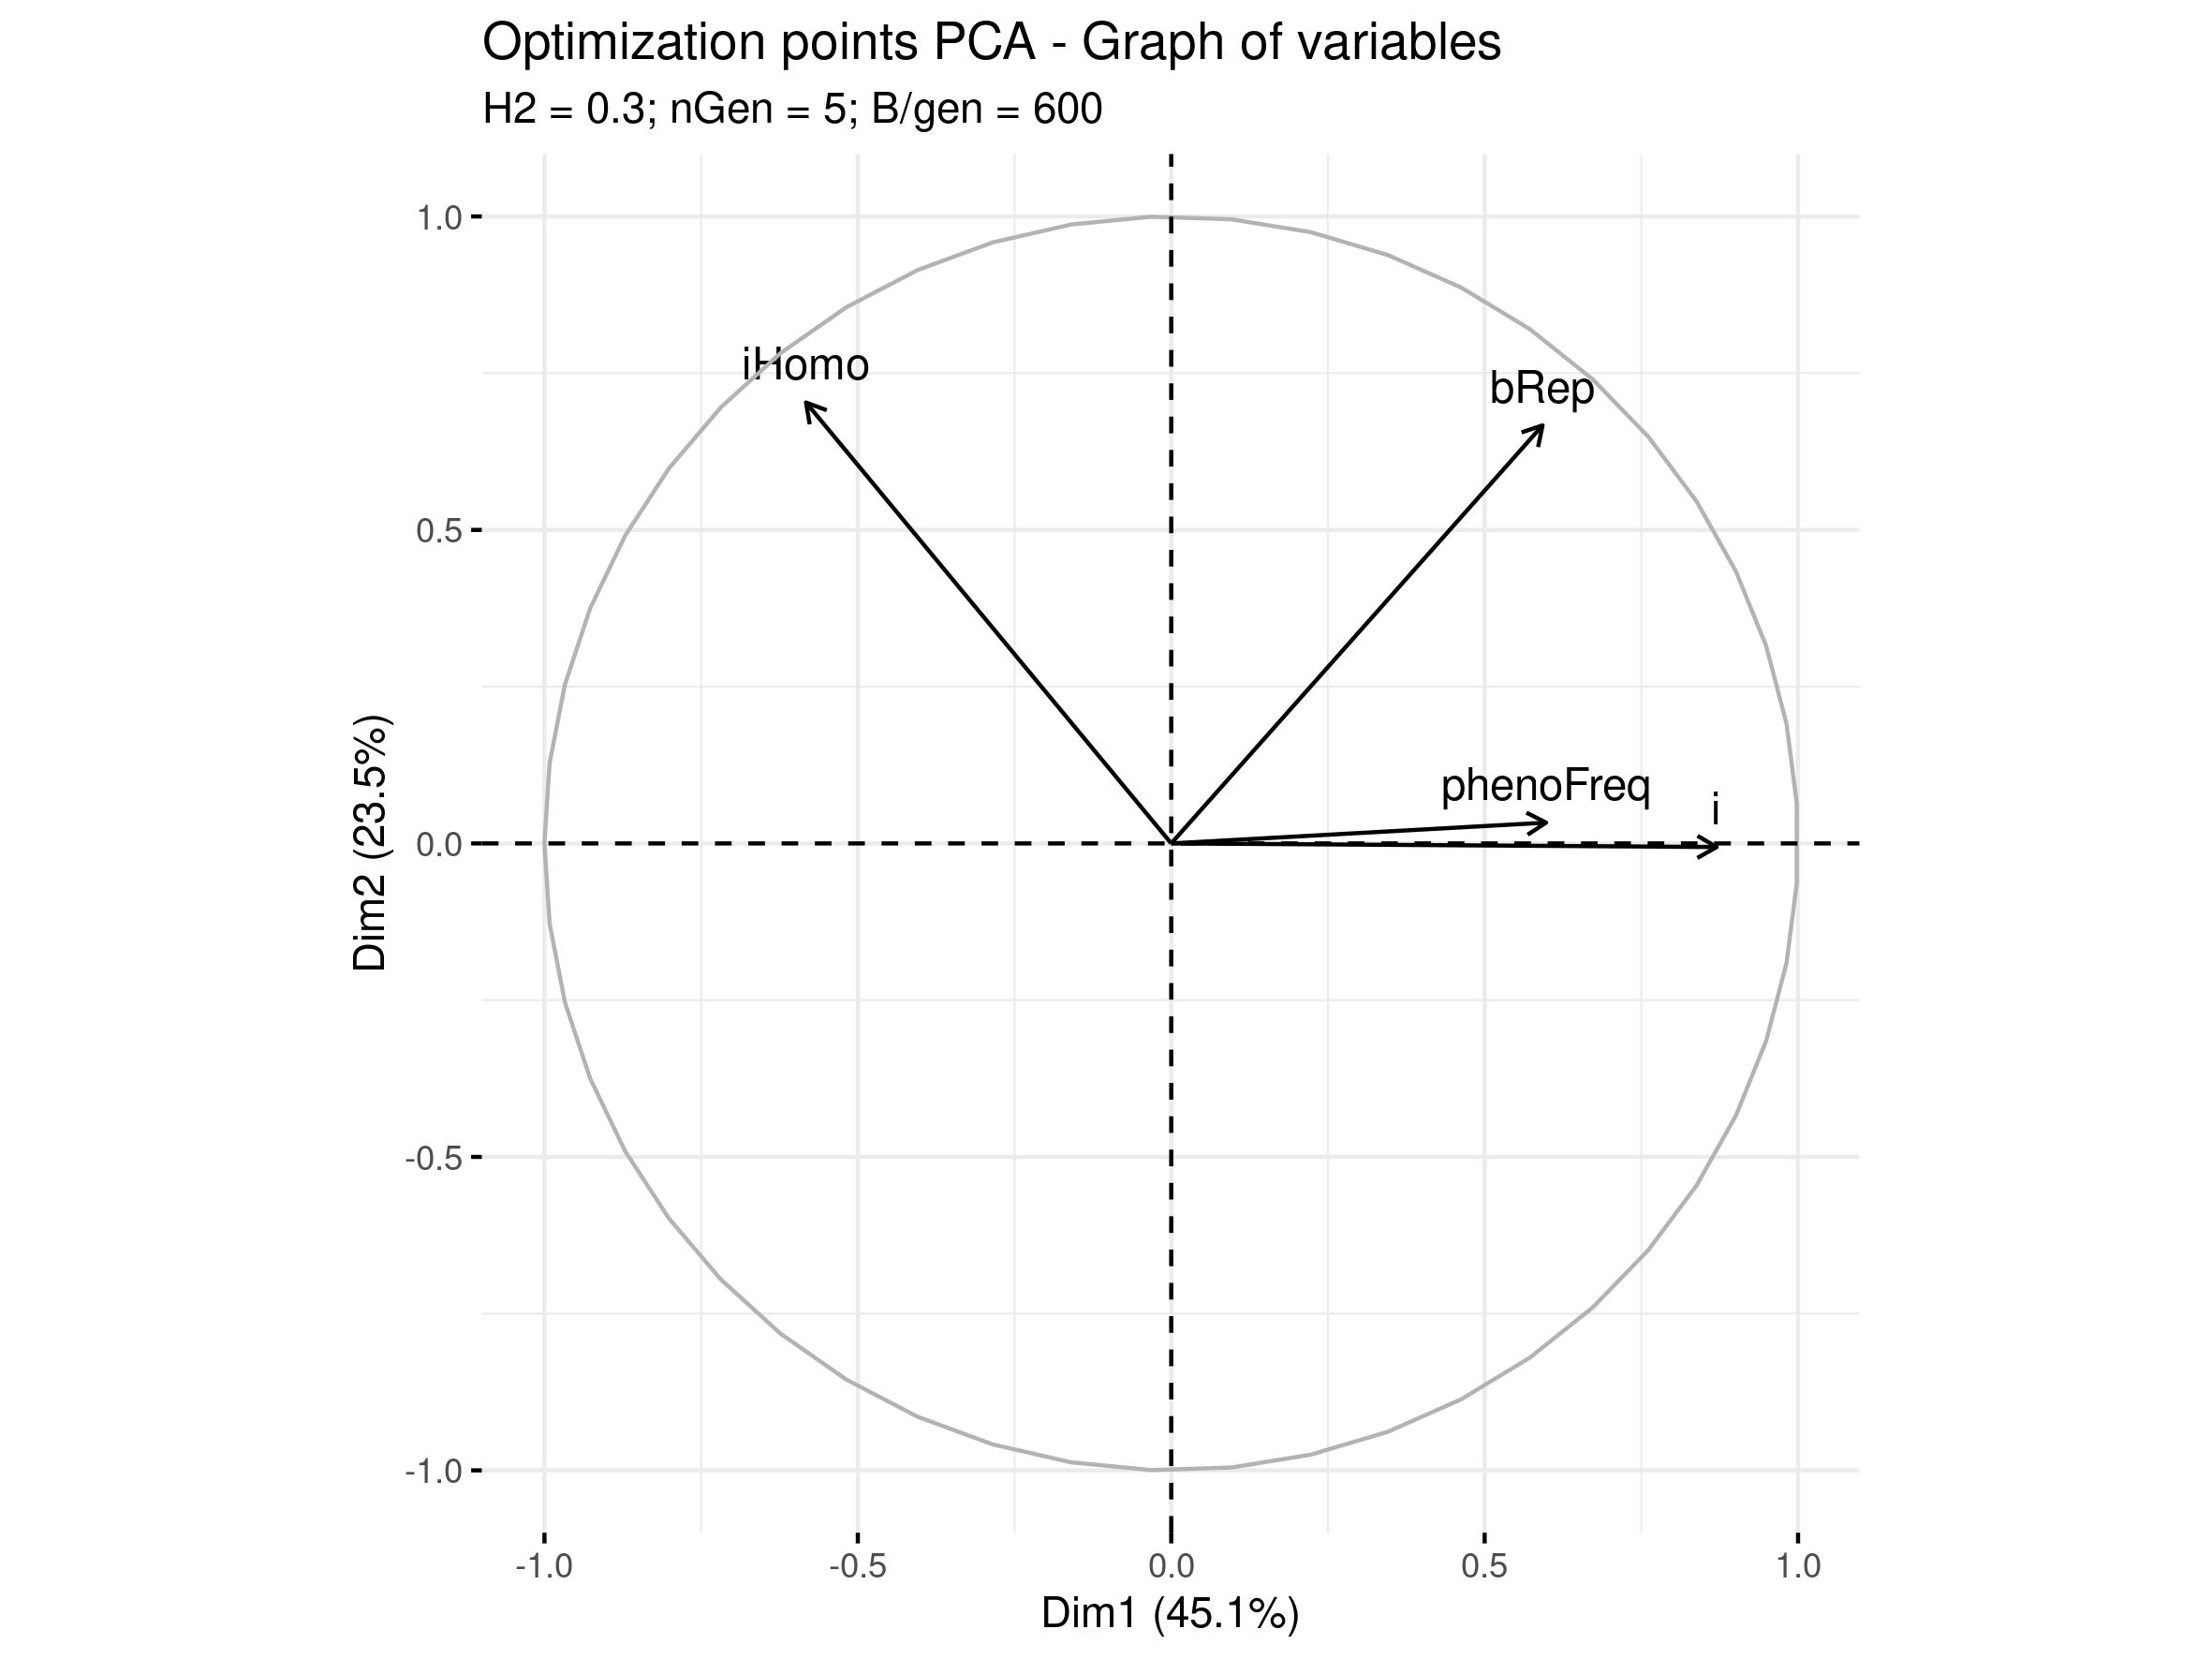 Optimization points PCA - Graph of variables
H2 = 0.3; nGen = 5; B/gen = 600
1.0
0.5
0.0
-0.5
-1.0
Dim2 (23.5%)
iHomo
bRep
phenoFreq
i
-1.0
-0.5
0.0
0.5
1.0
Dim1 (45.1%)